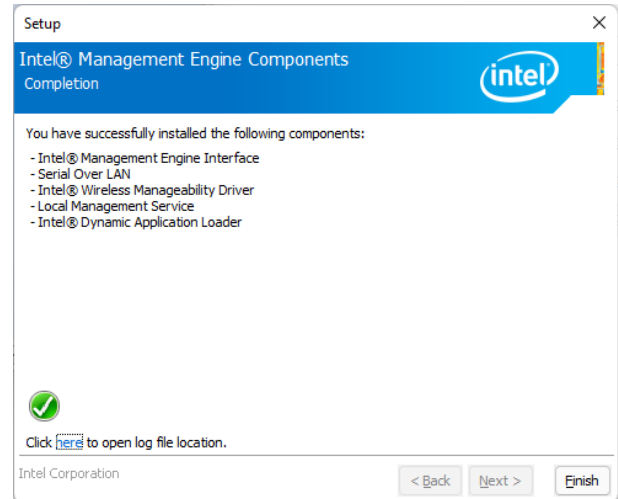 Setup
Intel® Management Engine Components
Completion
intel
You have successfully installed the following components:
- Intel® Management Engine Interface
- Serial Over LAN
- Intel® Wireless Manageability Driver
- Local Management Service
- Intel® Dynamic Application Loader
Click here to open log file location.
Intel Corporation
< Back Next > Finish